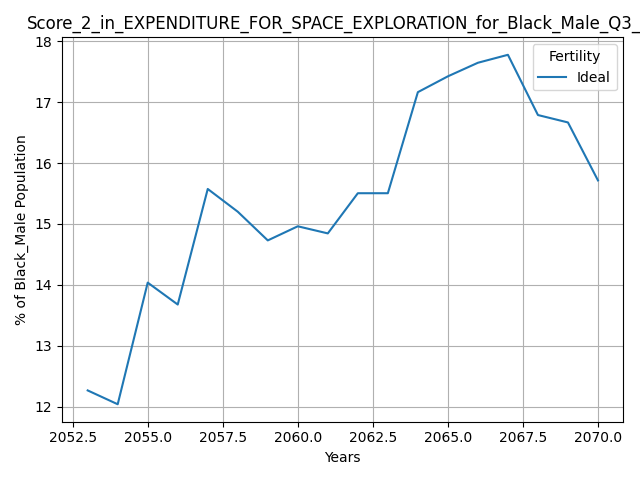 Score_2_in_EXPENDITURE_FOR_SPACE_EXPLORATION_for_Black_Male_Q3_
Fertility
Ideal
18
17
16
15
14
13
12
% of Black_Male Population
2052.5 2055.0 2057.5 2060.0 2062.5 2065.0 2067.5 2070.0
Years